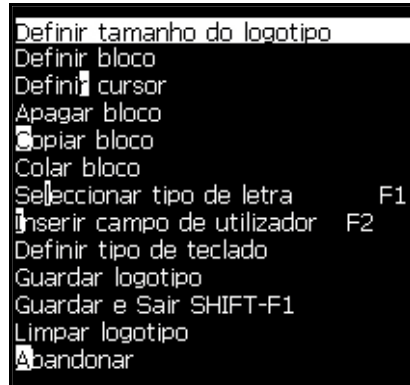 Definir tamanho do logotipo
Definir bloco
Definir cursor
Apagar bloco
Copiar bloco
Colar bloco
Seleccionar tipo de letra F1
Inserir campo de utilizador F2
Definir tipo de teclado
Guardar logotipo
Guardar e Sair SHIFT-F1
Limpar logotipo
Abandonar